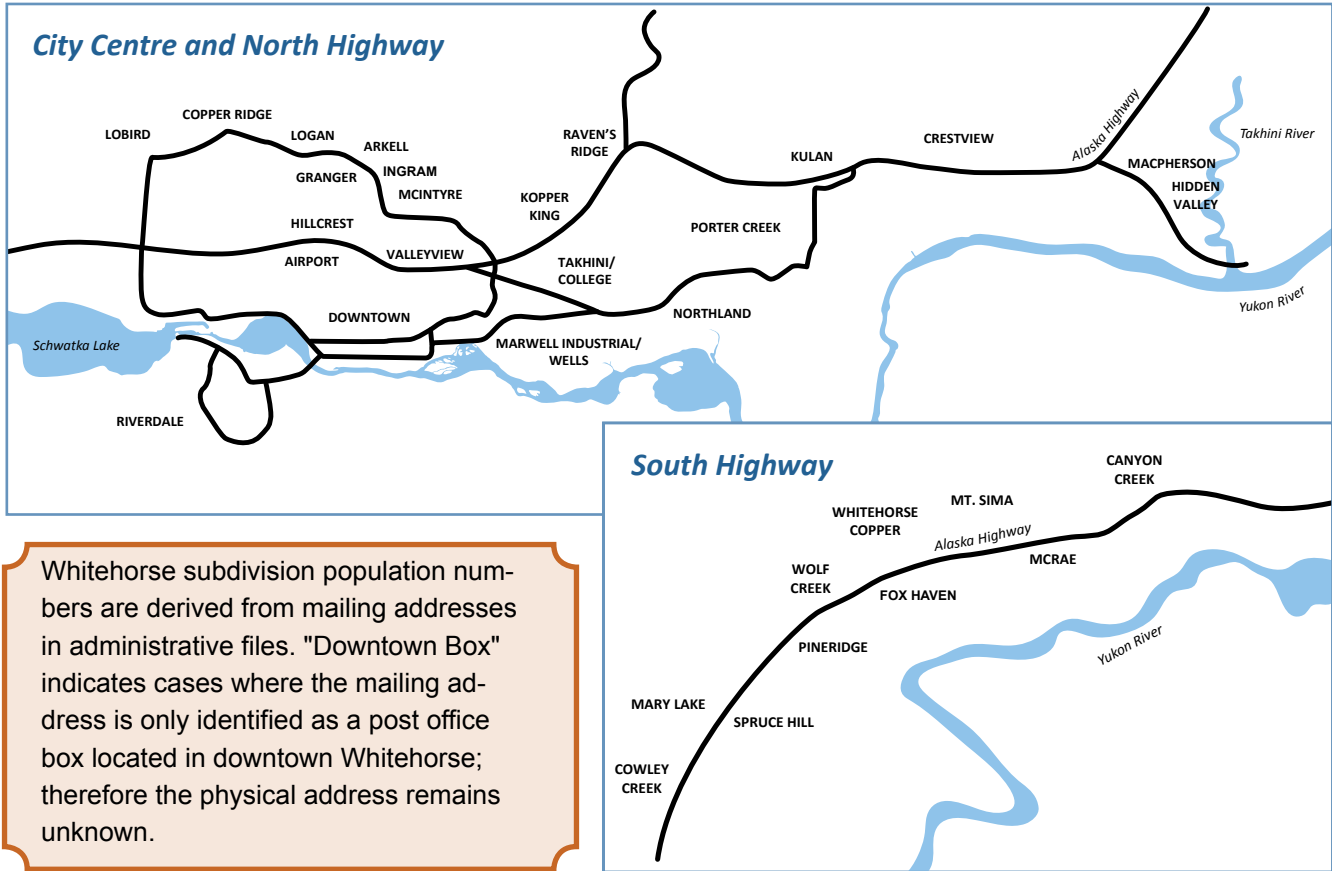 City Centre and North Highway
COPPER RIDGE
LOBIRD
LOGAN
ARKELL
GRANGER
INGRAM
MCINTYRE
HILLCREST
AIRPORT
VALLEYVIEW
KOPPER
KING
RAVEN'S
RIDGE
TAKHINI/
COLLEGE
KULAN
PORTER CREEK
CRESTVIEW
Alaska Highway
MACPHERSON
HIDDEN
VALLEY
Takhini River
Yukon River
NORTHLAND
DOWNTOWN
MARWELL INDUSTRIAL/
WELLS
Schwatka Lake
RIVERDALE
South Highway
CANYON
CREEK
MT. SIMA
WHITEHORSE
COPPER
Alaska Highway
MCRAE
WOLF
CREEK
FOX HAVEN
PINERIDGE
Yukon River
MARY LAKE
SPRUCE HILL
COWLEY
CREEK
Whitehorse subdivision population num-
bers are derived from mailing addresses
in administrative files. "Downtown Box"
indicates cases where the mailing ad-
dress is only identified as a post office
box located in downtown Whitehorse;
therefore the physical address remains
unknown.